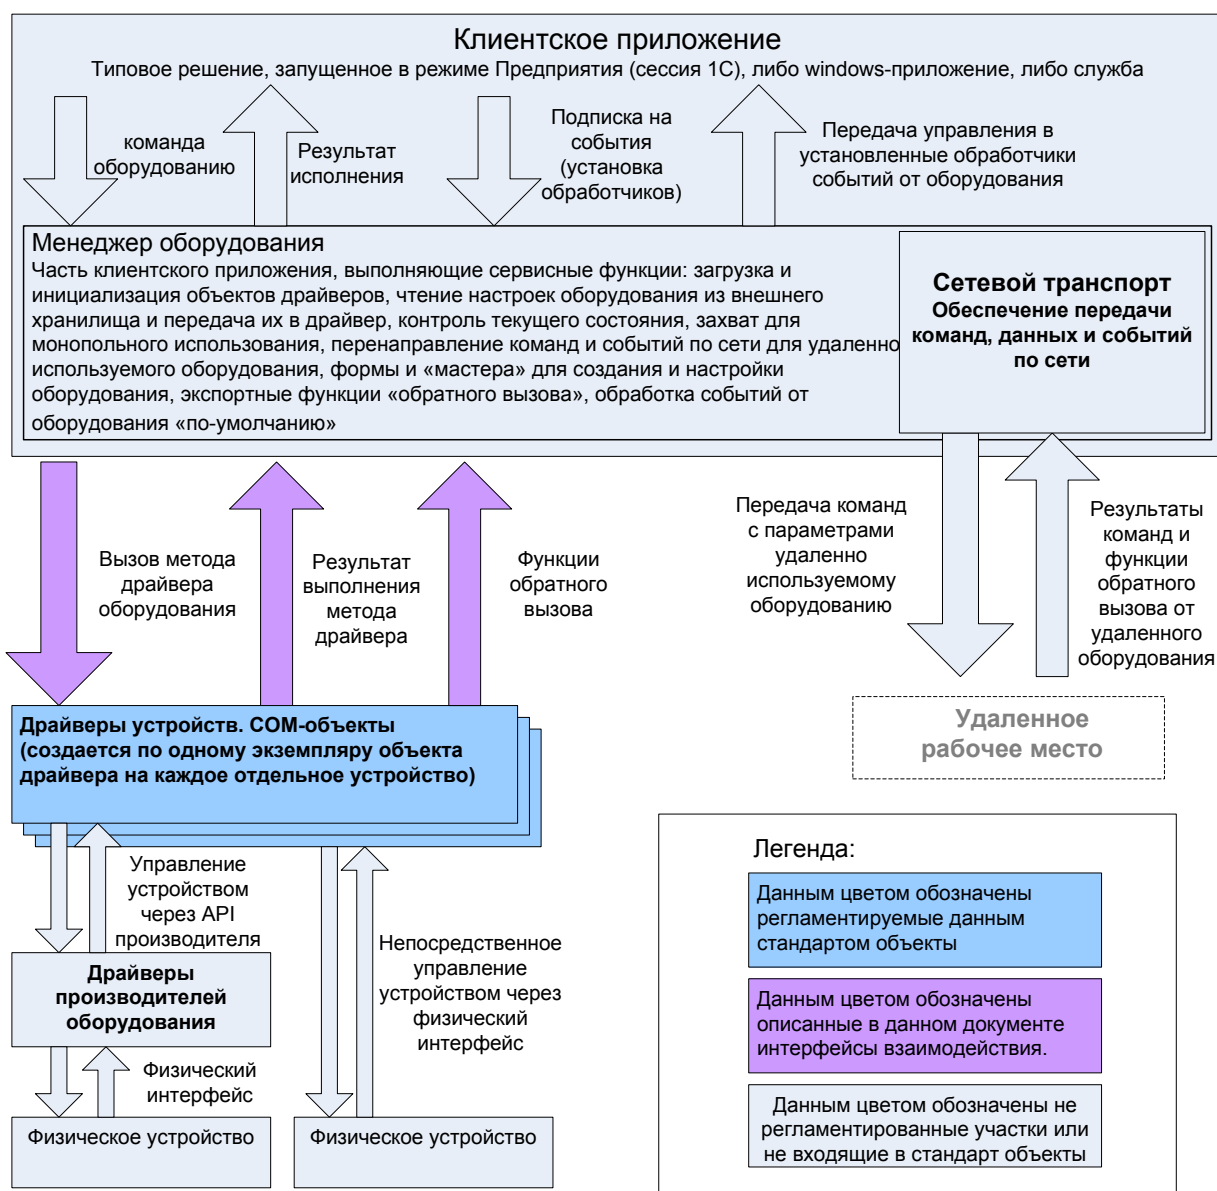 Клиентское приложение
Типовое решение, запущенное в режиме Предприятия (сессия 1С), либо windows-приложение, либо служба
команда
оборудованию
Результат
исполнения
Подписка на
события
(установка
обработчиков)
Передача управления в
установленные обработчики
событий от оборудования
Менеджер оборудования
Часть клиентского приложения, выполняющие сервисные функции: загрузка и
инициализация объектов драйверов, чтение настроек оборудования из внешнего
хранилища и передача их в драйвер, контроль текущего состояния, захват для
монопольного использования, перенаправление команд и событий по сети для удаленно
используемого оборудования, формы и «мастера» для создания и настройки
оборудования, экспортные функции «обратного вызова», обработка событий от
оборудования «по-умолчанию»
Сетевой транспорт
Обеспечение передачи
команд, данных и событий
по сети
Вызов метода
драйвера
оборудования
Результат
выполнения
метода
драйвера
Функции
обратного
вызова
Передача команд
с параметрами
удаленно
используемому
оборудованию
Результаты
команд и
функции
обратного
вызова от
удаленного
оборудования
Драйверы устройств. COM-объекты
(создается по одному экземпляру объекта
драйвера на каждое отдельное устройство)
Удаленное
рабочее место
Управление
устройством
через API
производителя
Непосредственное
управление
устройством через
физический
интерфейс
Драйверы
производителей
оборудования
Физический
интерфейс
Физическое устройство
Физическое устройство
Легенда:
Данным цветом обозначены
регламентируемые данным
стандартом объекты
Данным цветом обозначены
описанные в данном документе
интерфейсы взаимодействия.
Данным цветом обозначены не
регламентированные участки или
не входящие в стандарт объекты